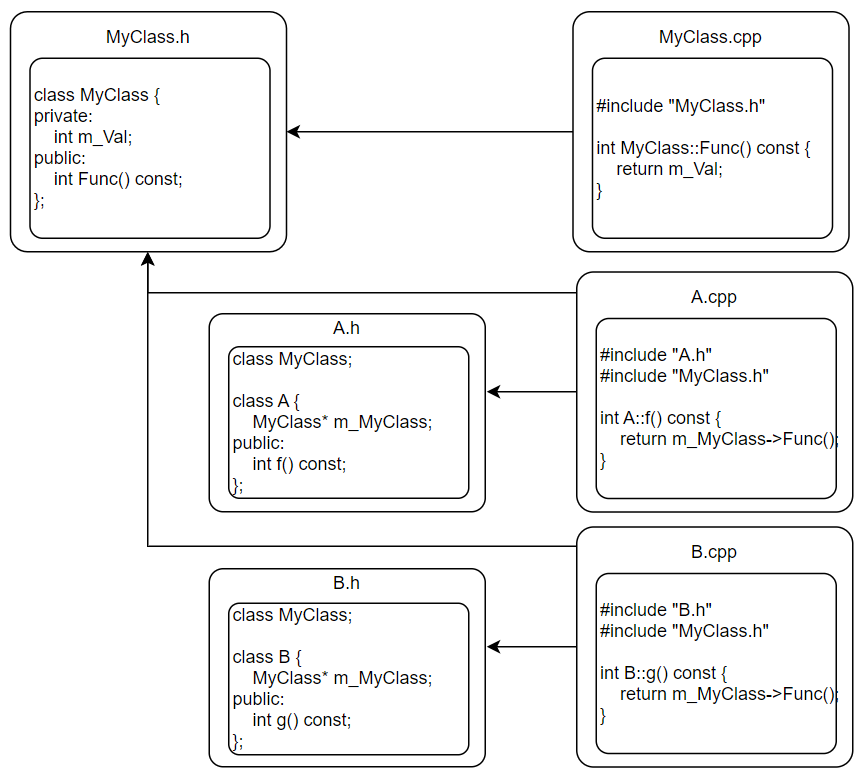 MyClass.h
class MyClass {
private:
    int m_Val;
public:
    int Func() const;
};
MyClass.cpp
#include "MyClass.h"
int MyClass::Func() const {
    return m_Val;
}
A.h
class MyClass;
class A {
    MyClass* m_MyClass;
public:
    int f() const;
};
A.cpp
#include "A.h"
#include "MyClass.h"
int A::f() const {
    return m_MyClass->Func();
}
B.h
class MyClass;
class B {
    MyClass* m_MyClass;
public:
    int g() const;
};
B.cpp
#include "B.h"
#include "MyClass.h"
int B::g() const {
    return m_MyClass->Func();
}